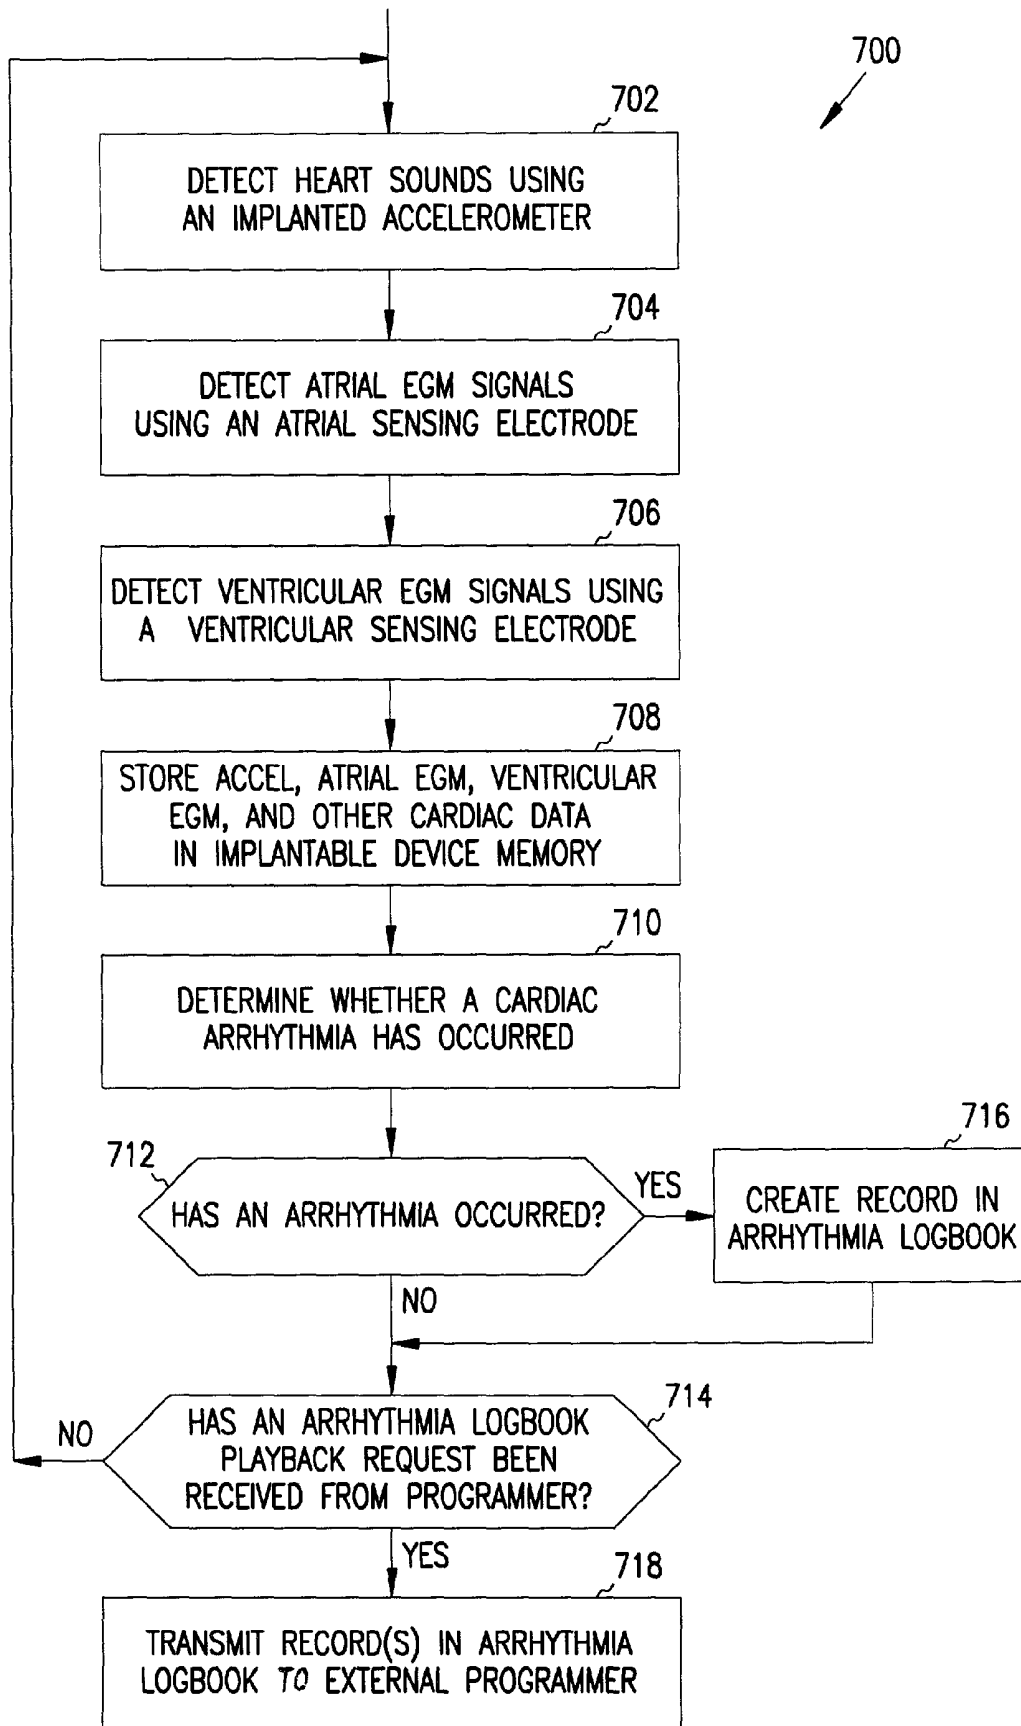 700
702
DETECT HEART SOUNDS USING
AN IMPLANTED ACCELEROMETER
704
DETECT ATRIAL EGM SIGNALS
USING AN ATRIAL SENSING ELECTRODE
706
DETECT VENTRICULAR EGM SIGNALS USING
A VENTRICULAR SENSING ELECTRODE
708
STORE ACCEL, ATRIAL EGM, VENTRICULAR
EGM, AND OTHER CARDIAC DATA
IN IMPLANTABLE DEVICE MEMORY
710
DETERMINE WHETHER A CARDIAC
ARRHYTHMIA HAS OCCURRED
712
HAS AN ARRHYTHMIA OCCURRED?
YES
716
CREATE RECORD IN
ARRHYTHMIA LOGBOOK
NO
714
HAS AN ARRHYTHMIA LOGBOOK
PLAYBACK REQUEST BEEN
RECEIVED FROM PROGRAMMER?
NO
YES
718
TRANSMIT RECORD(S) IN ARRHYTHMIA
LOGBOOK TO EXTERNAL PROGRAMMER